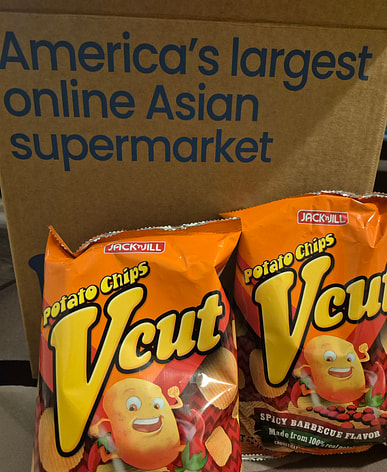 America's largest
online Asian
supermarket
JACK 'n JILL
Potato Chips
Vcut
JACK 'n JILL
Potato Chips
Vcut
SPICY BARBECUE FLAVOR
Made from 100% real